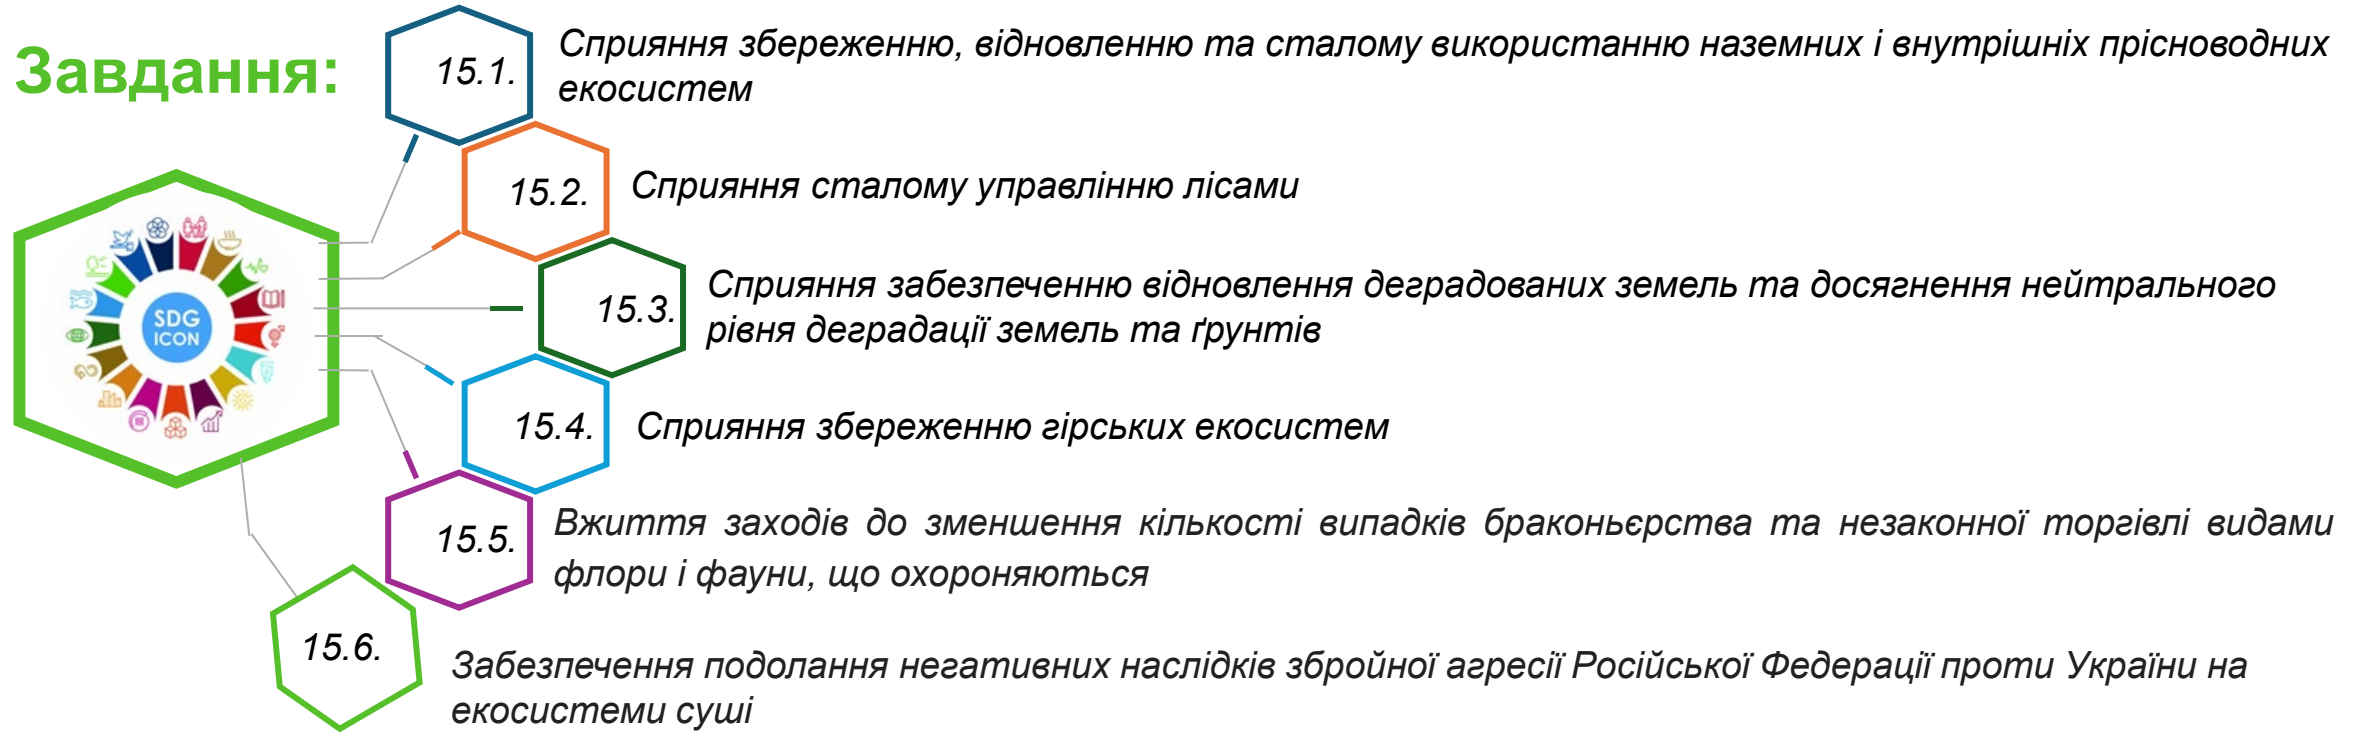 Завдання:
15.1.
Сприяння збереженню, відновленню та сталому використанню наземних і внутрішніх прісноводних
екосистем
15.2.
Сприяння сталому управлінню лісами
15.3.
Сприяння забезпеченню відновлення деградованих земель та досягнення нейтрального
рівня деградації земель та ґрунтів
SDG
ICON
15.4.
Сприяння збереженню гірських екосистем
15.5.
Вжиття заходів до зменшення кількості випадків браконьєрства та незаконної торгівлі видами
флори і фауни, що охороняються
15.6.
Забезпечення подолання негативних наслідків збройної агресії Російської Федерації проти України на
екосистеми суші